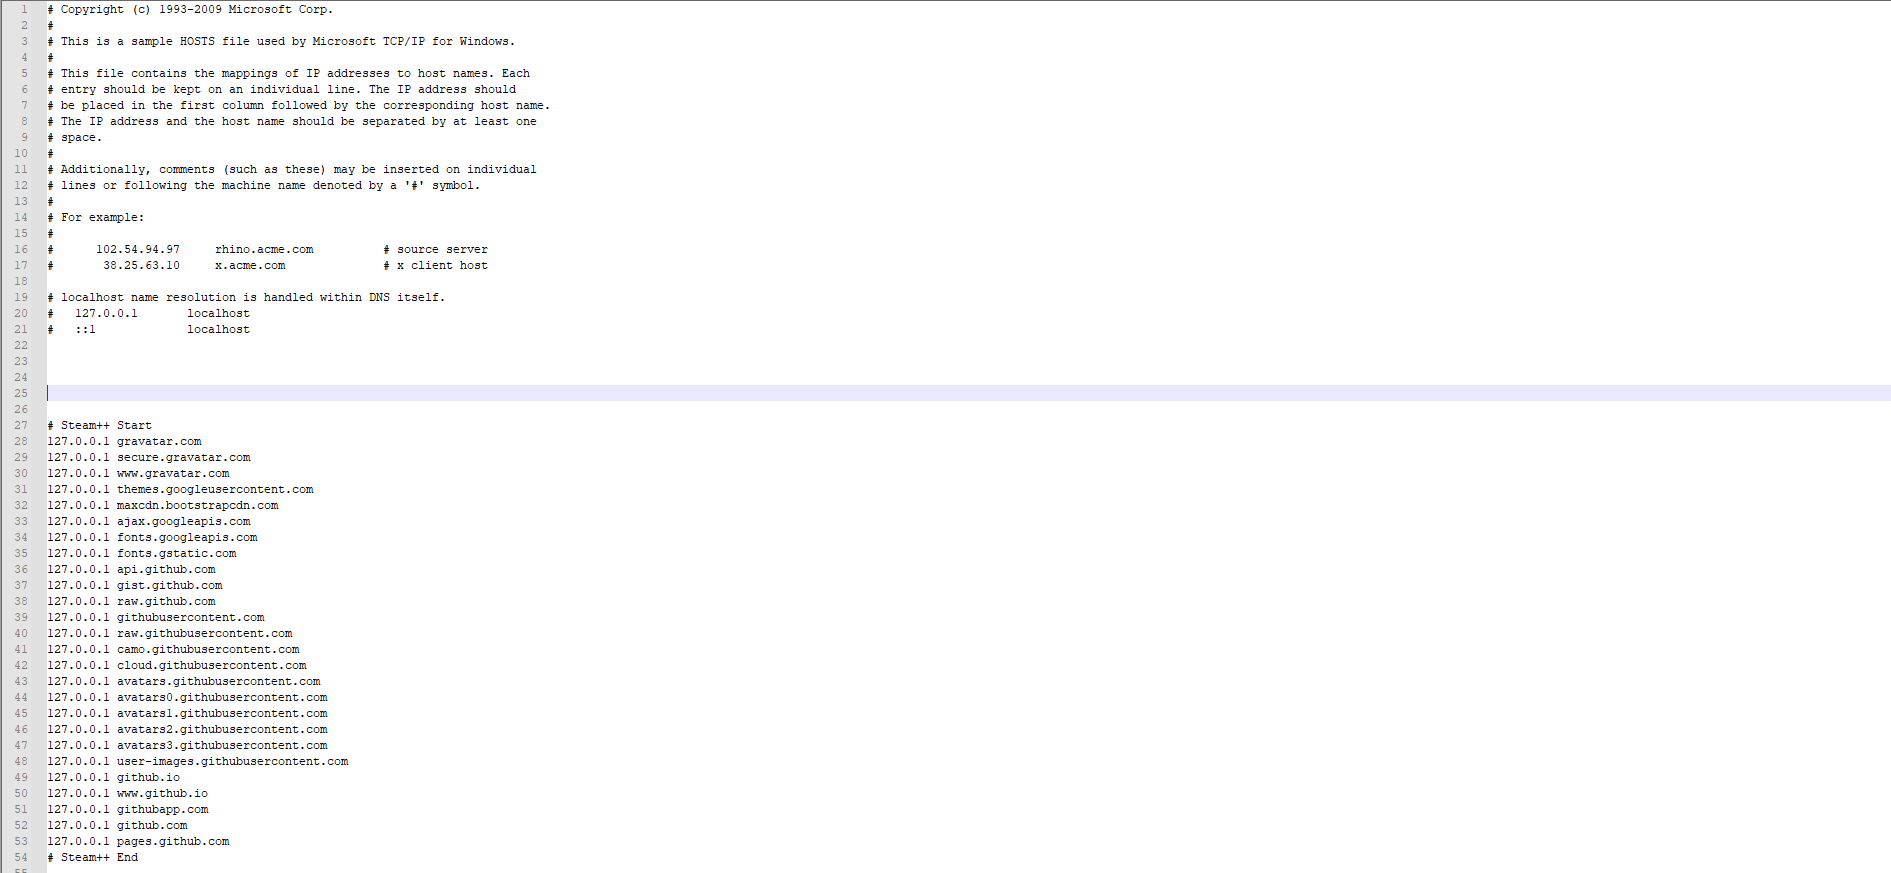 1 # Copyright (c) 1993-2009 Microsoft Corp.
2 #
3 # This is a sample HOSTS file used by Microsoft TCP/IP for Windows.
4 #
5 # This file contains the mappings of IP addresses to host names. Each
6 # entry should be kept on an individual line. The IP address should
7 # be placed in the first column followed by the corresponding host name.
8 # The IP address and the host name should be separated by at least one
9 # space.
10 #
11 # Additionally, comments (such as these) may be inserted on individual
12 # lines or following the machine name denoted by a '#' symbol.
13 #
14 # For example:
15 #
16 #      102.54.94.97     rhino.acme.com          # source server
17 #       38.25.63.10     x.acme.com              # x client host
18
19 # localhost name resolution is handled within DNS itself.
20 #   127.0.0.1       localhost
21 #   ::1             localhost
22
23
24
25
26
27 # Steam++ Start
28 127.0.0.1 gravatar.com
29 127.0.0.1 secure.gravatar.com
30 127.0.0.1 www.gravatar.com
31 127.0.0.1 themes.googleusercontent.com
32 127.0.0.1 maxcdn.bootstrapcdn.com
33 127.0.0.1 ajax.googleapis.com
34 127.0.0.1 fonts.googleapis.com
35 127.0.0.1 fonts.gstatic.com
36 127.0.0.1 api.github.com
37 127.0.0.1 gist.github.com
38 127.0.0.1 raw.github.com
39 127.0.0.1 githubusercontent.com
40 127.0.0.1 raw.githubusercontent.com
41 127.0.0.1 camo.githubusercontent.com
42 127.0.0.1 cloud.githubusercontent.com
43 127.0.0.1 avatars.githubusercontent.com
44 127.0.0.1 avatars0.githubusercontent.com
45 127.0.0.1 avatars1.githubusercontent.com
46 127.0.0.1 avatars2.githubusercontent.com
47 127.0.0.1 avatars3.githubusercontent.com
48 127.0.0.1 user-images.githubusercontent.com
49 127.0.0.1 github.io
50 127.0.0.1 www.github.io
51 127.0.0.1 githubapp.com
52 127.0.0.1 github.com
53 127.0.0.1 pages.github.com
54 # Steam++ End
55